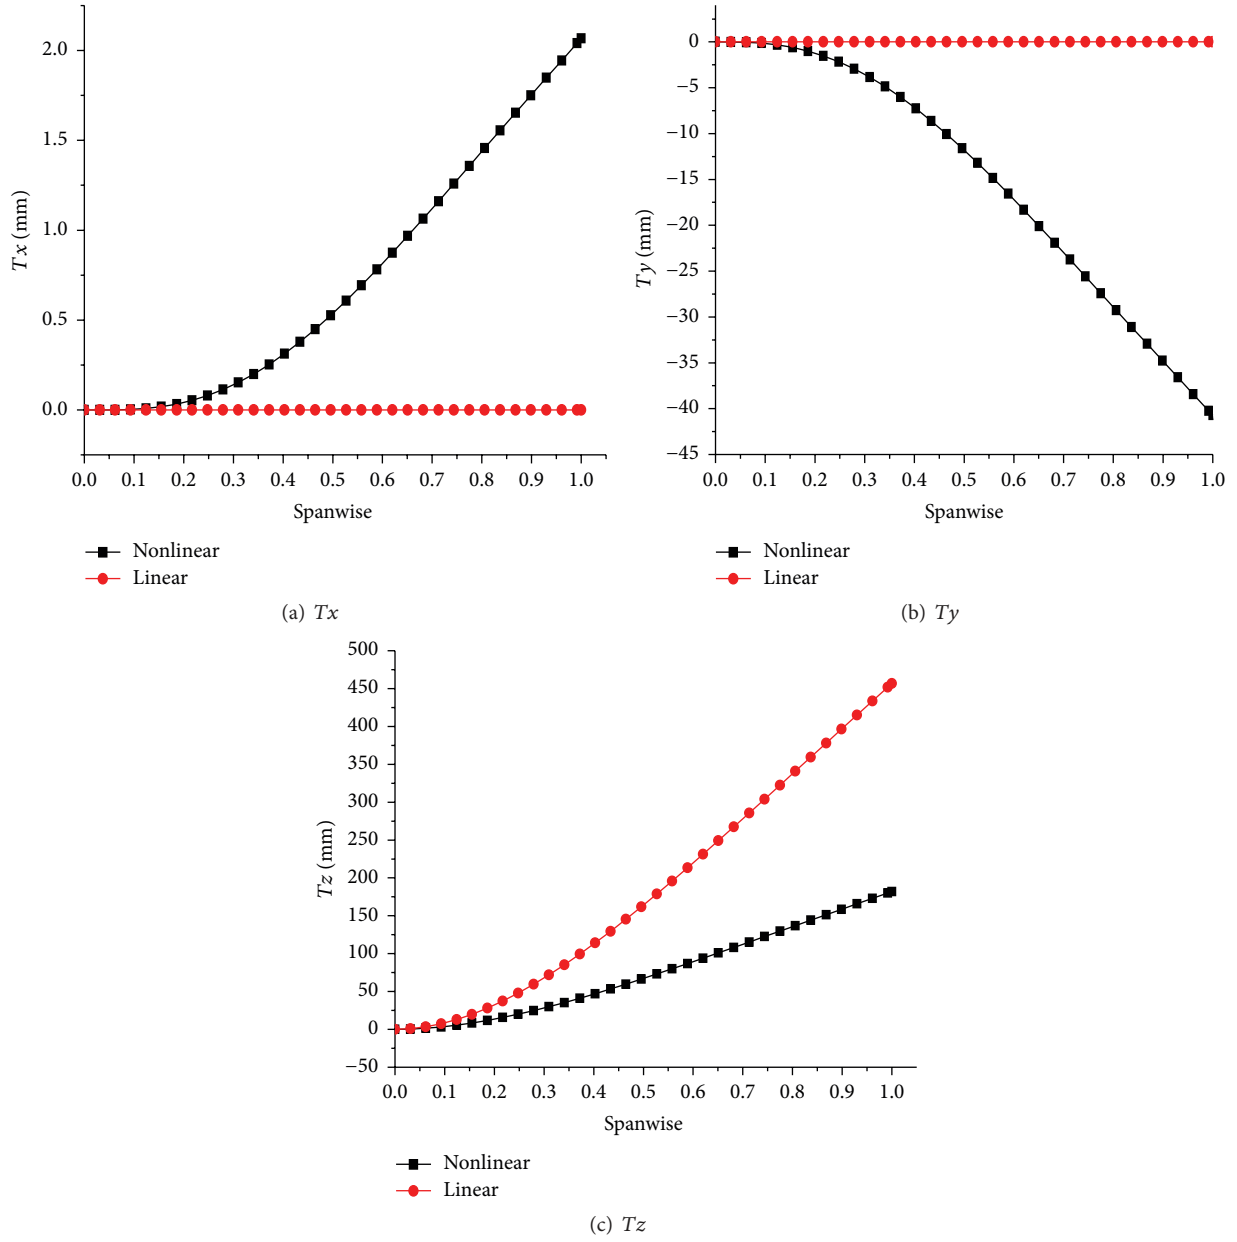 2.0
1.5
1.0
0.5
0.0
Tx (mm)
0.0 0.1 0.2 0.3 0.4 0.5 0.6 0.7 0.8 0.9 1.0
Spanwise
Nonlinear
Linear
(a) Tx
0
−5
−10
−15
−20
−25
−30
−35
−40
−45
Ty (mm)
0.0 0.1 0.2 0.3 0.4 0.5 0.6 0.7 0.8 0.9 1.0
Spanwise
Nonlinear
Linear
(b) Ty
500
450
400
350
300
250
200
150
100
50
0
−50
Tz (mm)
0.0 0.1 0.2 0.3 0.4 0.5 0.6 0.7 0.8 0.9 1.0
Spanwise
Nonlinear
Linear
(c) Tz